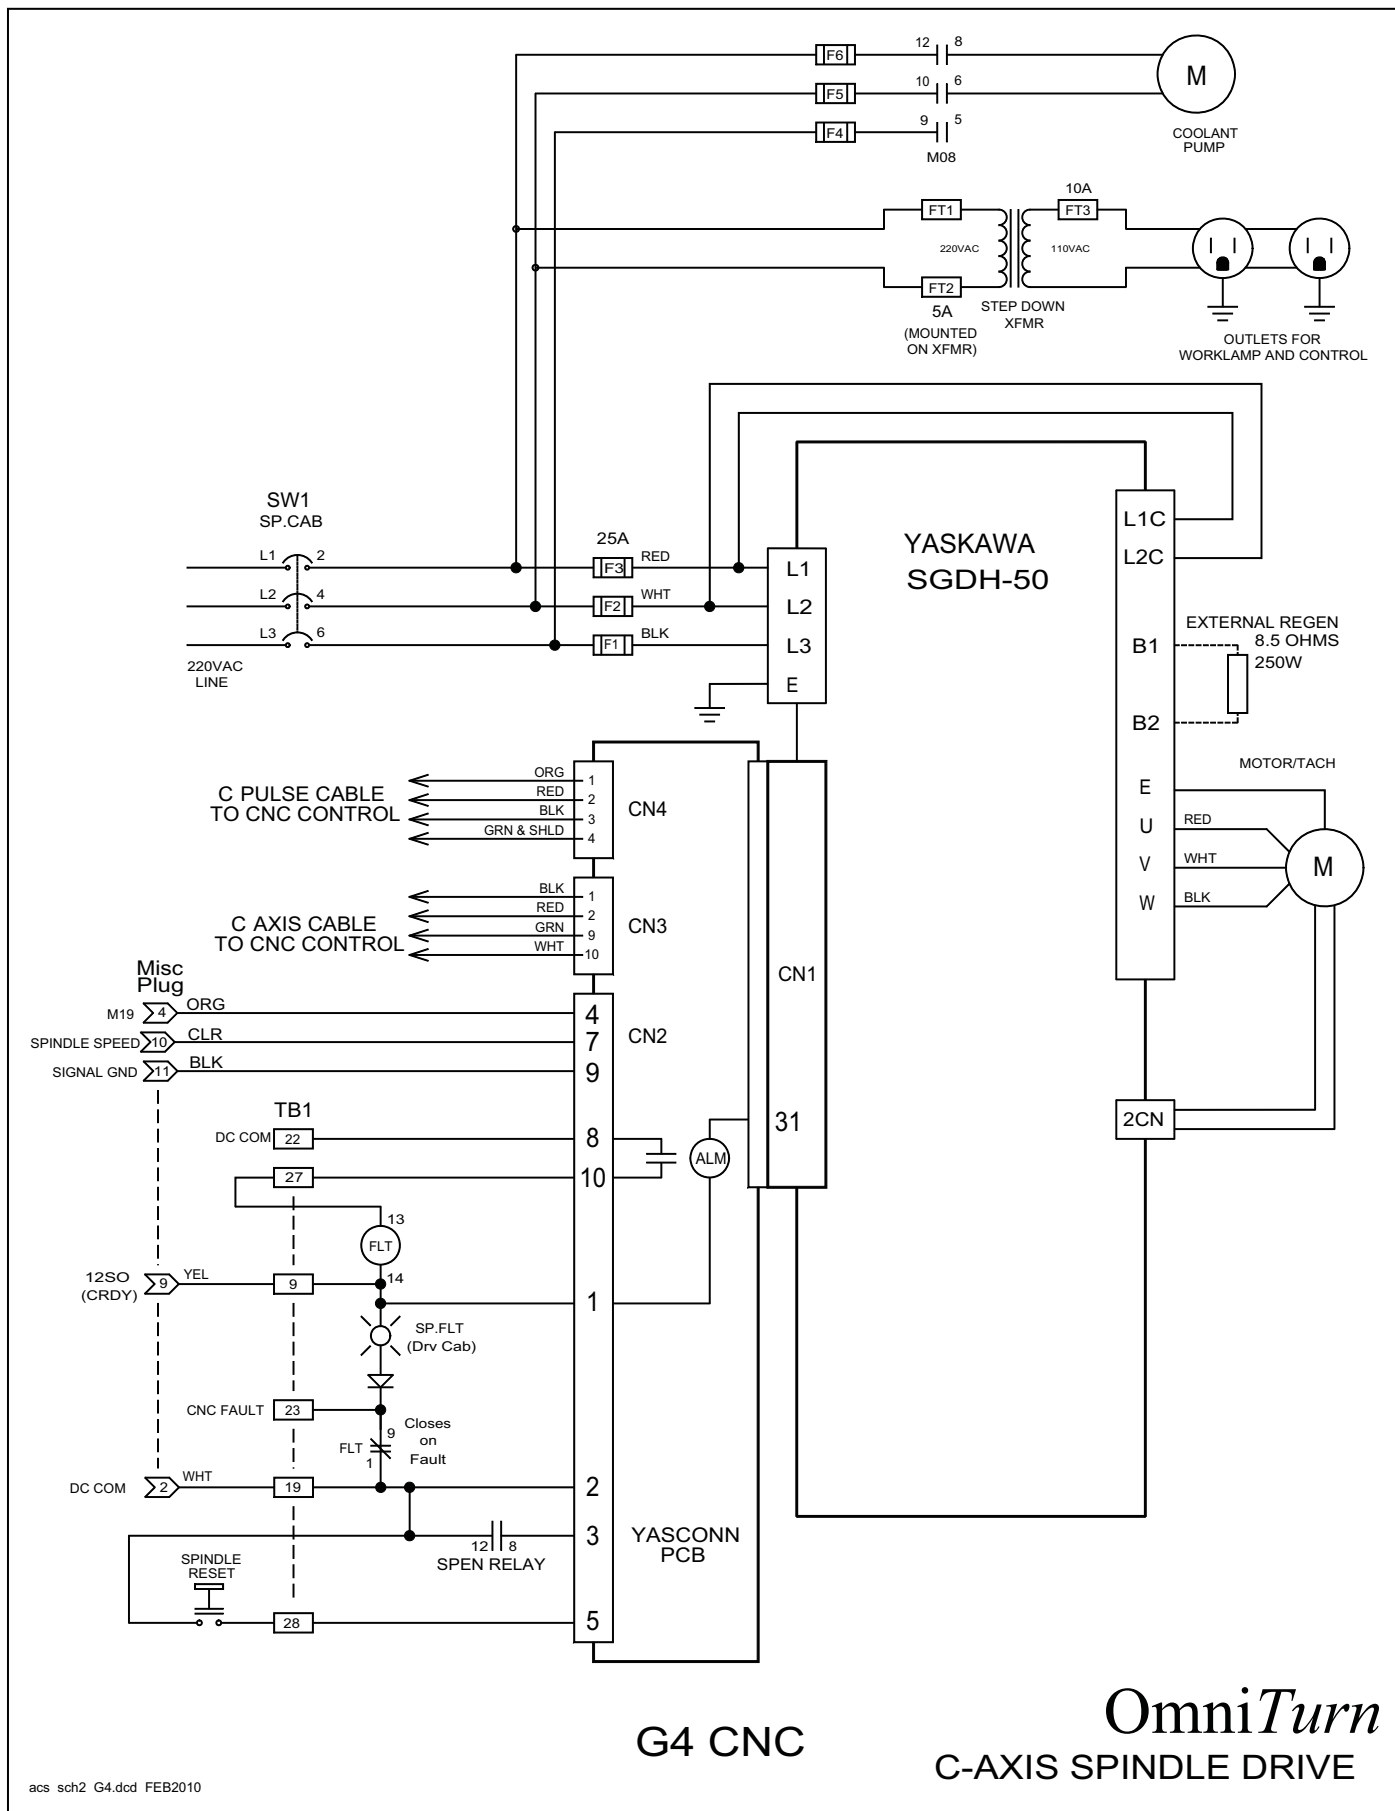 F6
12
8
F5
10
6
F4
9
5
M08
M
COOLANT
PUMP
FT1
10A
FT3
220VAC
110VAC
FT2
5A
(MOUNTED
ON XFMR)
STEP DOWN
XFMR
OUTLETS FOR
WORKLAMP AND CONTROL
SW1
SP.CAB
L1
2
L2
4
L3
6
220VAC
LINE
25A
F3
RED
F2
WHT
F1
BLK
L1
L2
L3
E
YASKAWA
SGDH-50
L1C
L2C
B1
B2
EXTERNAL REGEN
8.5 OHMS
250W
MOTOR/TACH
E
U
V
W
RED
WHT
BLK
M
2CN
C PULSE CABLE
TO CNC CONTROL
ORG
1
RED
2
BLK
3
GRN & SHLD
4
CN4
C AXIS CABLE
TO CNC CONTROL
BLK
1
RED
2
GRN
9
WHT
10
CN3
CN1
31
Misc
Plug
M19
4
ORG
4
SPINDLE SPEED
10
CLR
7
CN2
SIGNAL GND
11
BLK
9
TB1
DC COM
22
8
27
10
ALM
13
FLT
14
12SO
(CRDY)
9
YEL
9
1
SP.FLT
(Drv Cab)
CNC FAULT
23
9
FLT
1
Closes
on
Fault
DC COM
2
WHT
19
2
12
8
SPEN RELAY
3
YASCONN
PCB
SPINDLE
RESET
28
5
G4 CNC
OmniTurn
C-AXIS SPINDLE DRIVE
acs sch2 G4.dcd FEB2010